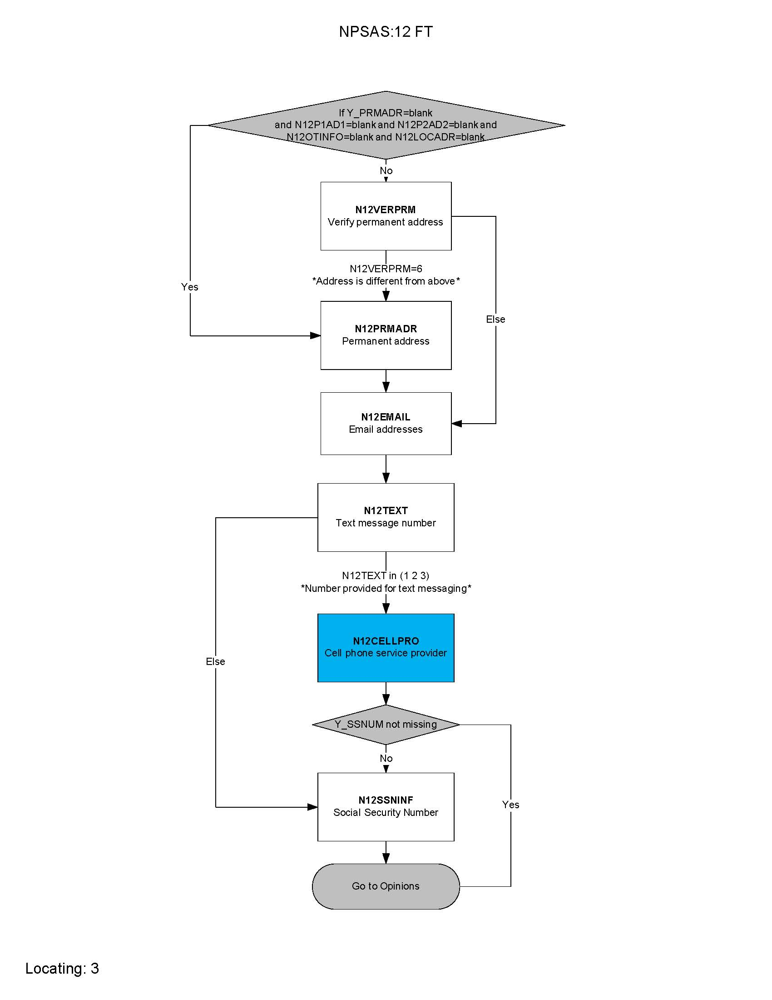 NPSAS:12 FT
If Y_PRMADR=blank
and N12P1AD1=blank and N12P2AD2=blank and
N12OTINFO=blank and N12LOCADR=blank
No
N12VERPRM
Verify permanent address
N12VERPRM=6
*Address is different from above*
Yes
Else
N12PRMADR
Permanent address
N12EMAIL
Email addresses
N12TEXT
Text message number
N12TEXT in (1 2 3)
*Number provided for text messaging*
N12CELLPRO
Cell phone service provider
Else
Y_SSNUM not missing
No
N12SSNINF
Social Security Number
Yes
Go to Opinions
Locating: 3